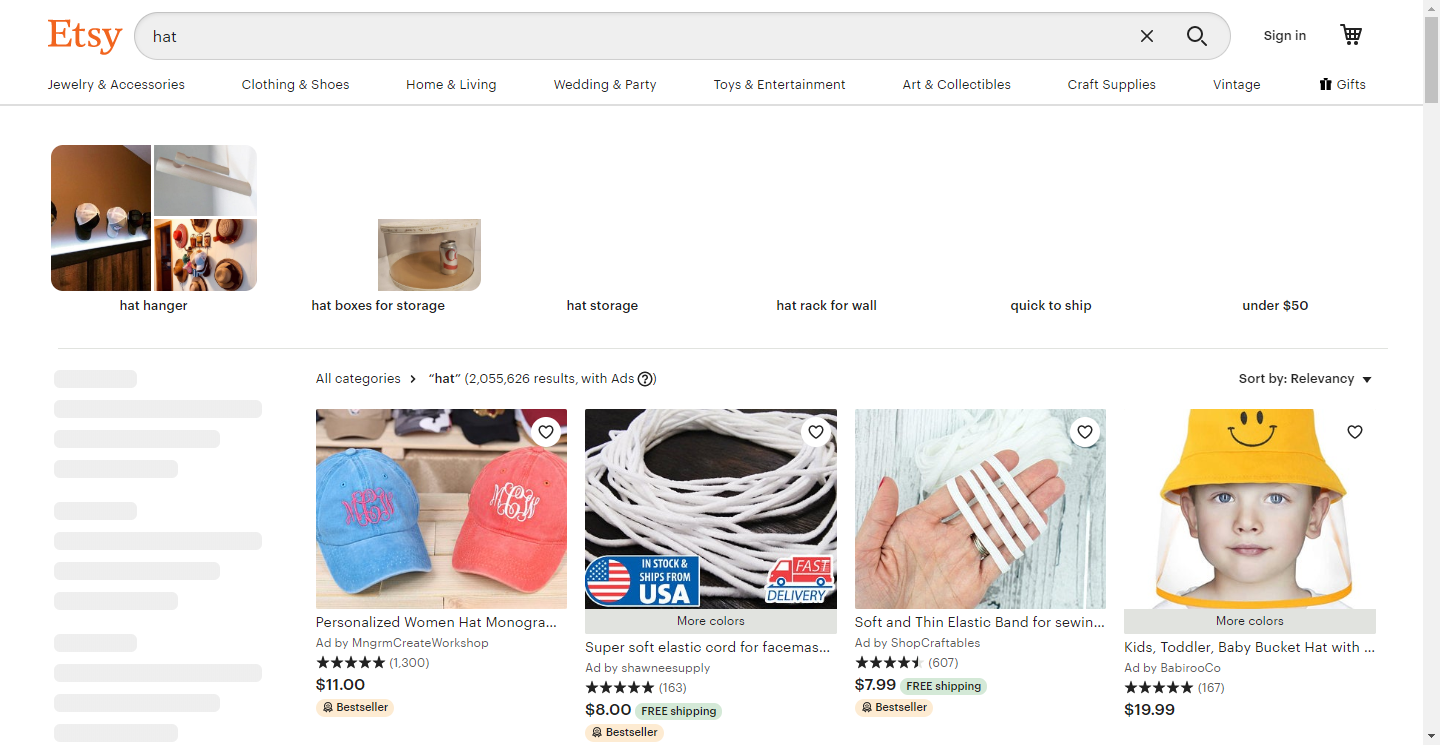 Etsy
hat
Sign in
Jewelry & Accessories
Clothing & Shoes
Home & Living
Wedding & Party
Toys & Entertainment
Art & Collectibles
Craft Supplies
Vintage
Gifts
hat hanger
hat boxes for storage
hat storage
hat rack for wall
quick to ship
under $50
All categories
“hat” (2,055,626 results, with Ads ?)
Sort by: Relevancy
MCW
MCW
Personalized Women Hat Monogra...
Ad by MngrmCreateWorkshop
(1,300)
$11.00
Bestseller
IN STOCK &
SHIPS FROM
USA
FAST
DELIVERY
More colors
Super soft elastic cord for facemas...
Ad by shawneesupply
(163)
$8.00 FREE shipping
Bestseller
Soft and Thin Elastic Band for sewin...
Ad by ShopCraftables
(607)
$7.99 FREE shipping
Bestseller
More colors
Kids, Toddler, Baby Bucket Hat with ...
Ad by BabirooCo
(167)
$19.99